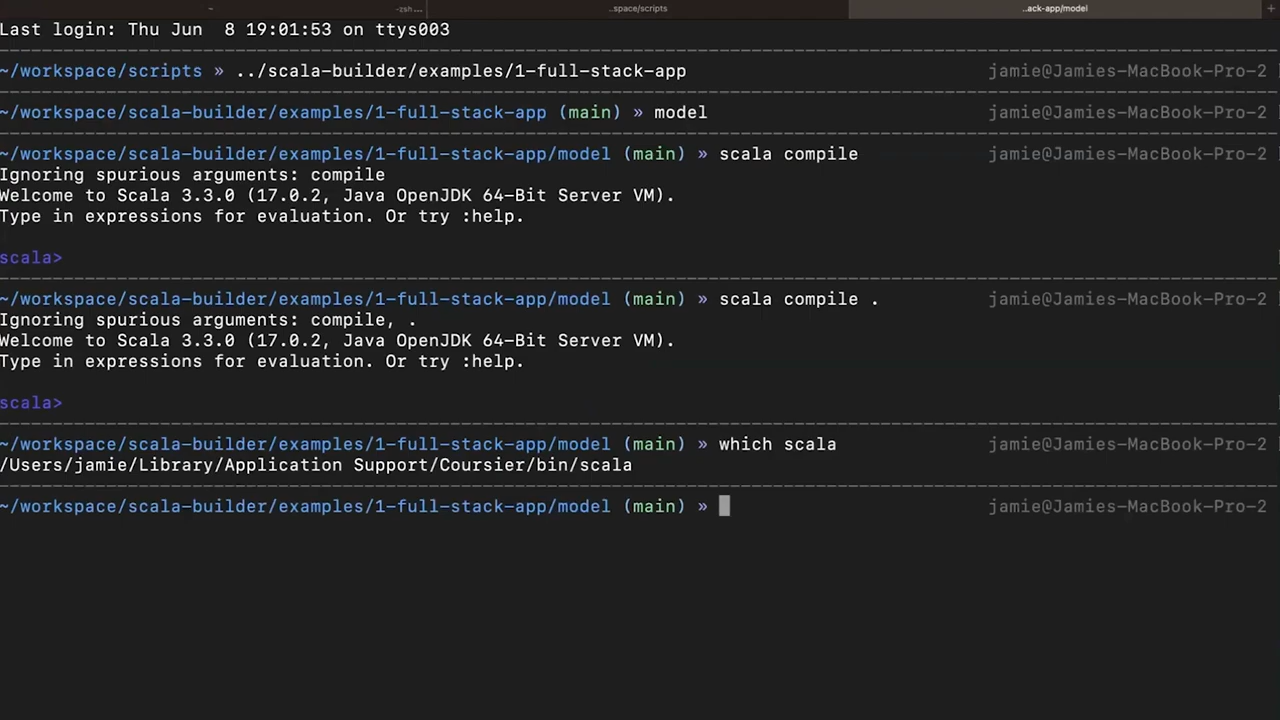 ~
-zsh...
..space/scripts
..ack-app/model
+
Last login: Thu Jun  8 19:01:53 on ttys003
~/workspace/scripts » ../scala-builder/examples/1-full-stack-app jamie@Jamies-MacBook-Pro-2
~/workspace/scala-builder/examples/1-full-stack-app (main) » model jamie@Jamies-MacBook-Pro-2
~/workspace/scala-builder/examples/1-full-stack-app/model (main) » scala compile jamie@Jamies-MacBook-Pro-2
Ignoring spurious arguments: compile
Welcome to Scala 3.3.0 (17.0.2, Java OpenJDK 64-Bit Server VM).
Type in expressions for evaluation. Or try :help.
scala>
~/workspace/scala-builder/examples/1-full-stack-app/model (main) » scala compile . jamie@Jamies-MacBook-Pro-2
Ignoring spurious arguments: compile, .
Welcome to Scala 3.3.0 (17.0.2, Java OpenJDK 64-Bit Server VM).
Type in expressions for evaluation. Or try :help.
scala>
~/workspace/scala-builder/examples/1-full-stack-app/model (main) » which scala jamie@Jamies-MacBook-Pro-2
/Users/jamie/Library/Application Support/Coursier/bin/scala
~/workspace/scala-builder/examples/1-full-stack-app/model (main) » jamie@Jamies-MacBook-Pro-2